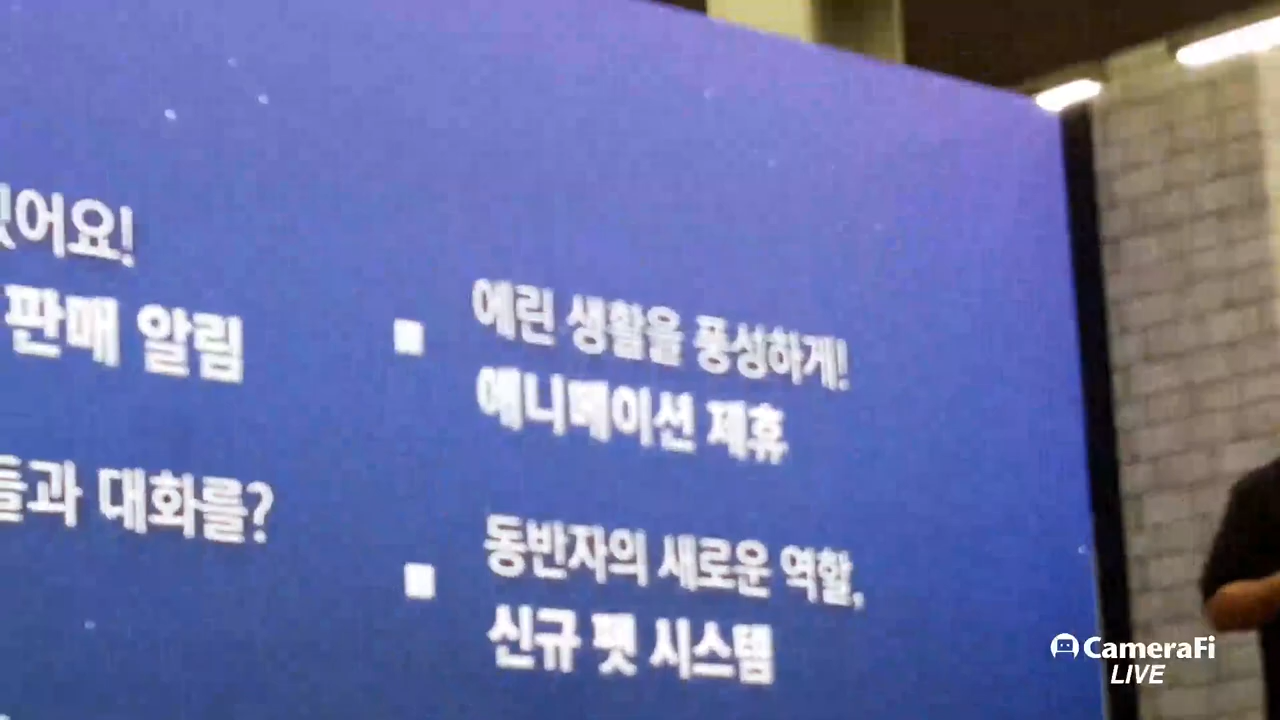 있어요!
판매 알림
들과 대화를?
에린 생활을 풍성하게!
애니메이션 제휴
동반자의 새로운 역할,
신규 펫 시스템
CameraFi
LIVE